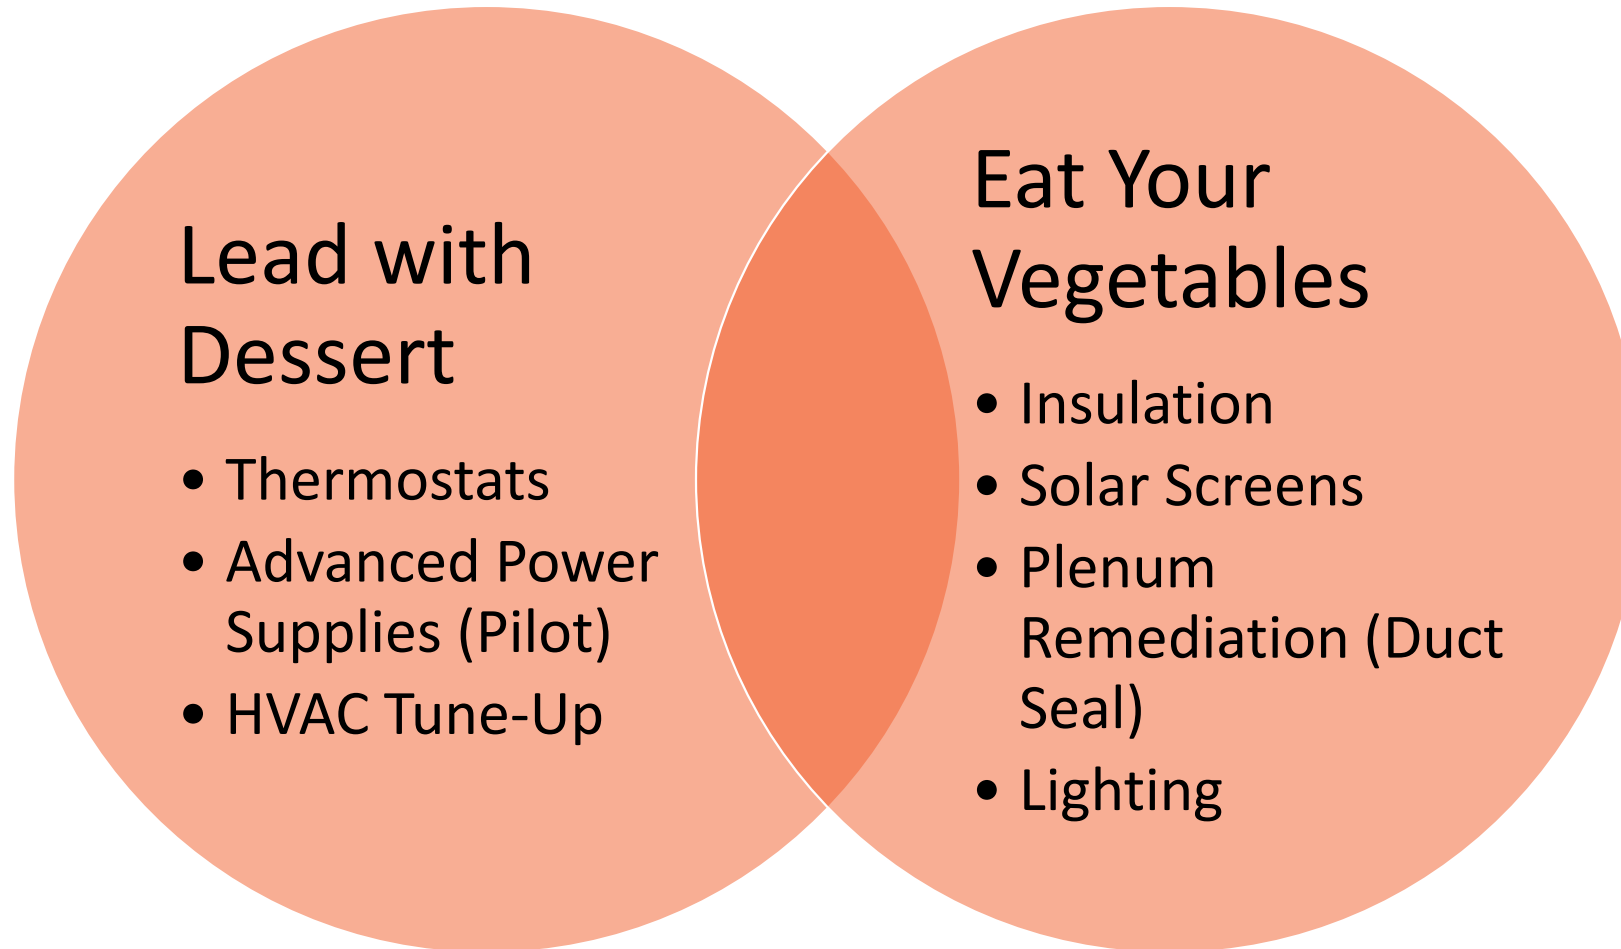 Lead with
Dessert
• Thermostats
• Advanced Power
Supplies (Pilot)
• HVAC Tune-Up
Eat Your
Vegetables
• Insulation
• Solar Screens
• Plenum
Remediation (Duct
Seal)
• Lighting